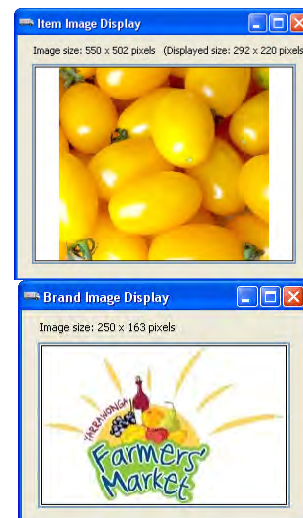 Item Image Display
Image size: 550 x 502 pixels (Displayed size: 292 x 220 pixels
Brand Image Display
Image size: 250 x 163 pixels
YARRAWONGA
Farmers'
Market